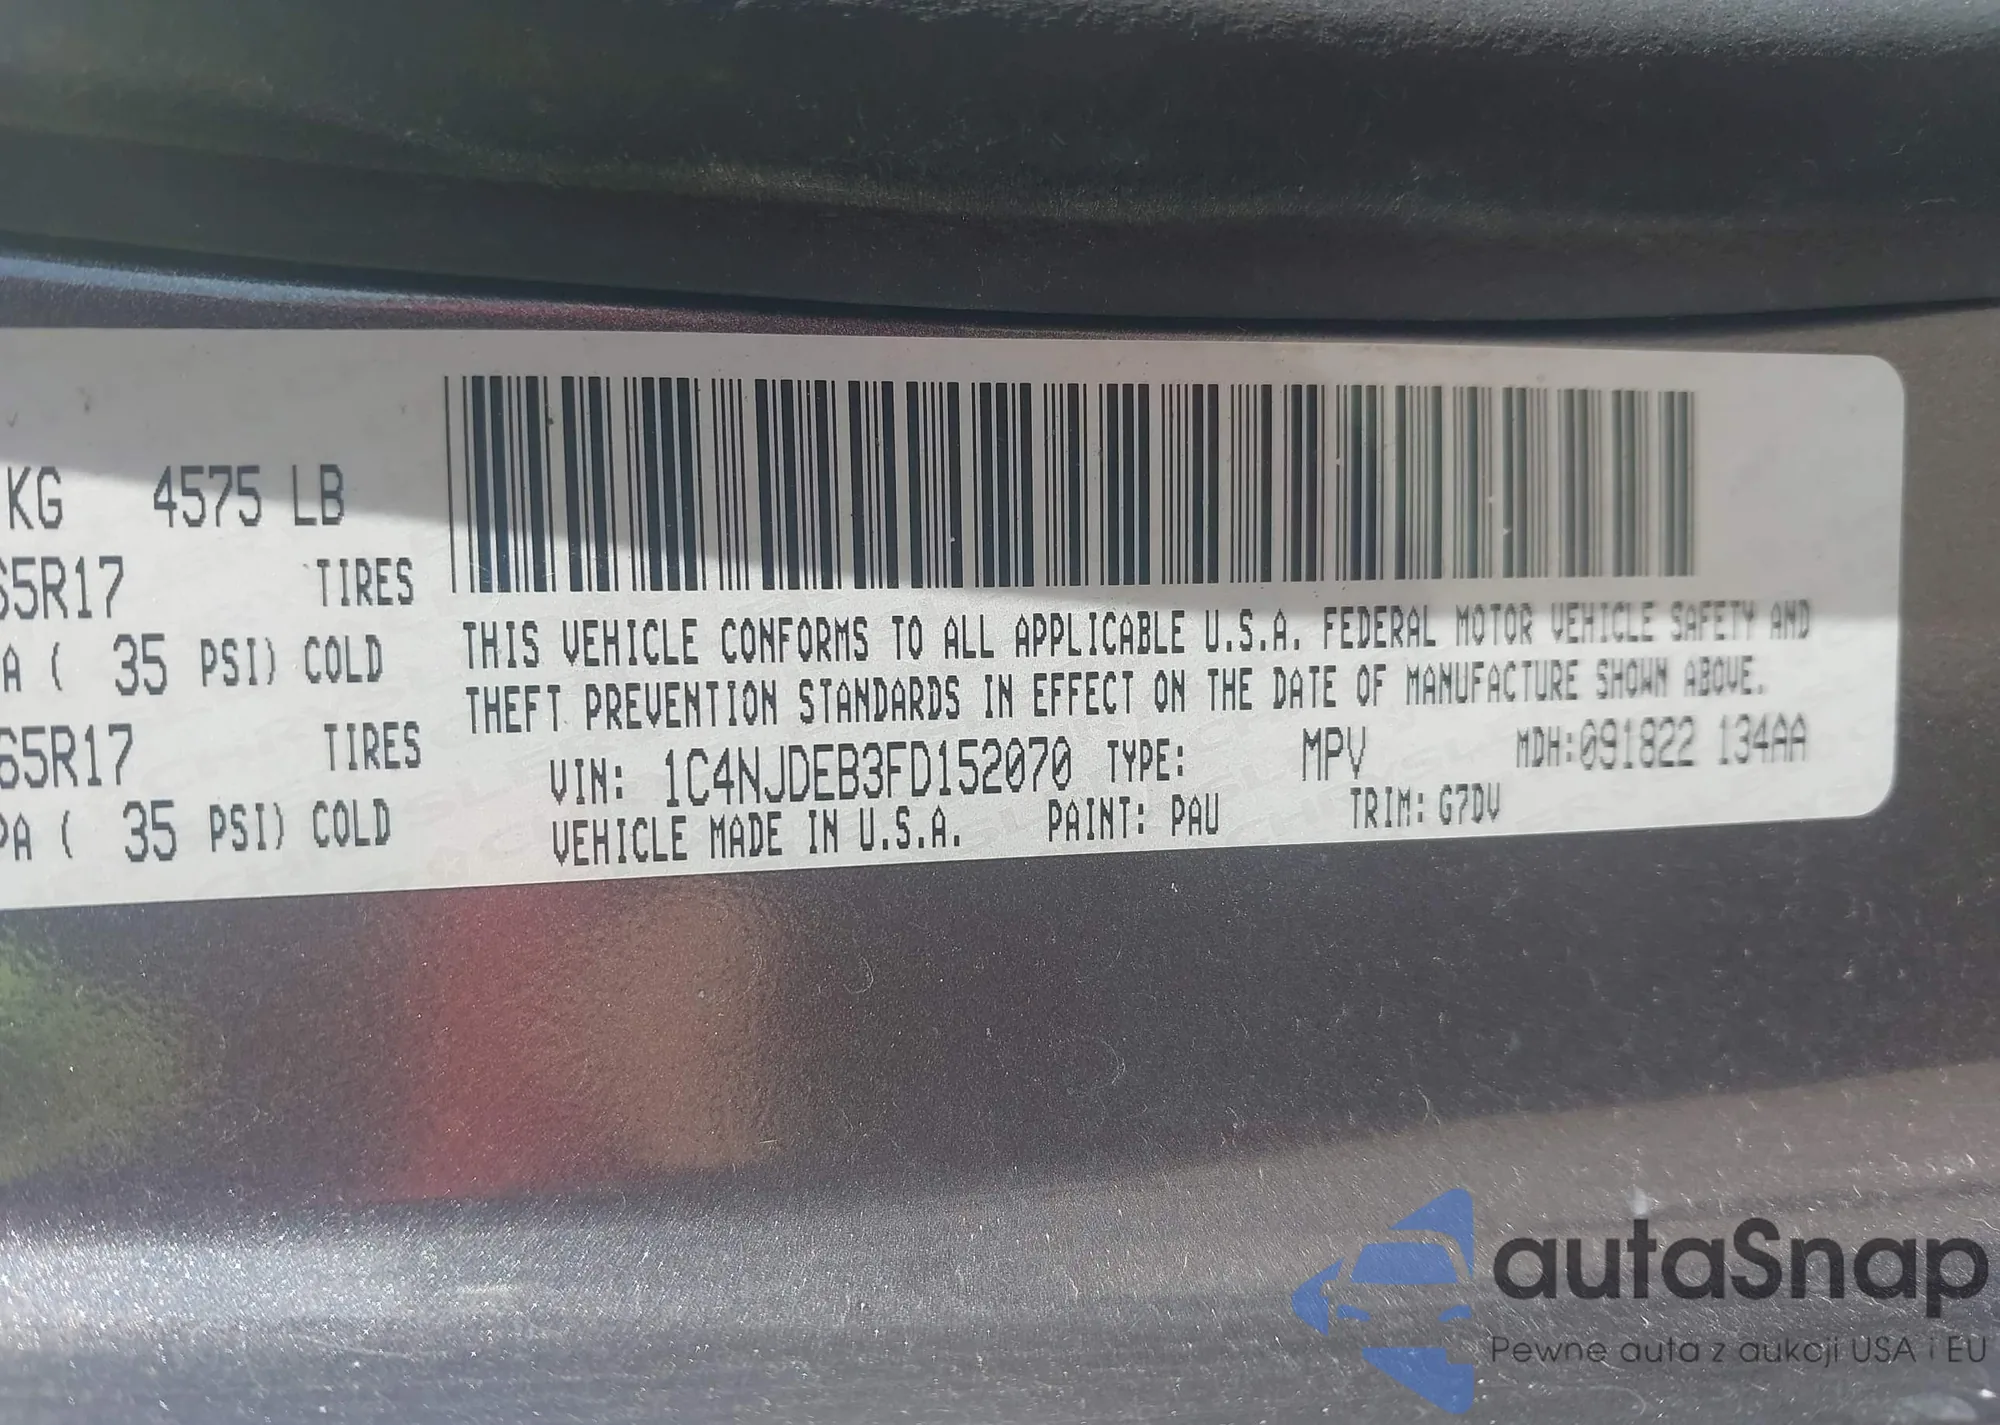 KG 4575 LB
65R17 TIRES
A ( 35 PSI) COLD
65R17 TIRES
PA ( 35 PSI) COLD
THIS VEHICLE CONFORMS TO ALL APPLICABLE U.S.A. FEDERAL MOTOR VEHICLE SAFETY AND
THEFT PREVENTION STANDARDS IN EFFECT ON THE DATE OF MANUFACTURE SHOWN ABOVE.
VIN: 1C4NJDEB3FD152070 TYPE: MPV MDH:091822 134AA
VEHICLE MADE IN U.S.A. PAINT: PAU TRIM: G7DV
autaSnap
Pewne auta z aukcji USA i EU